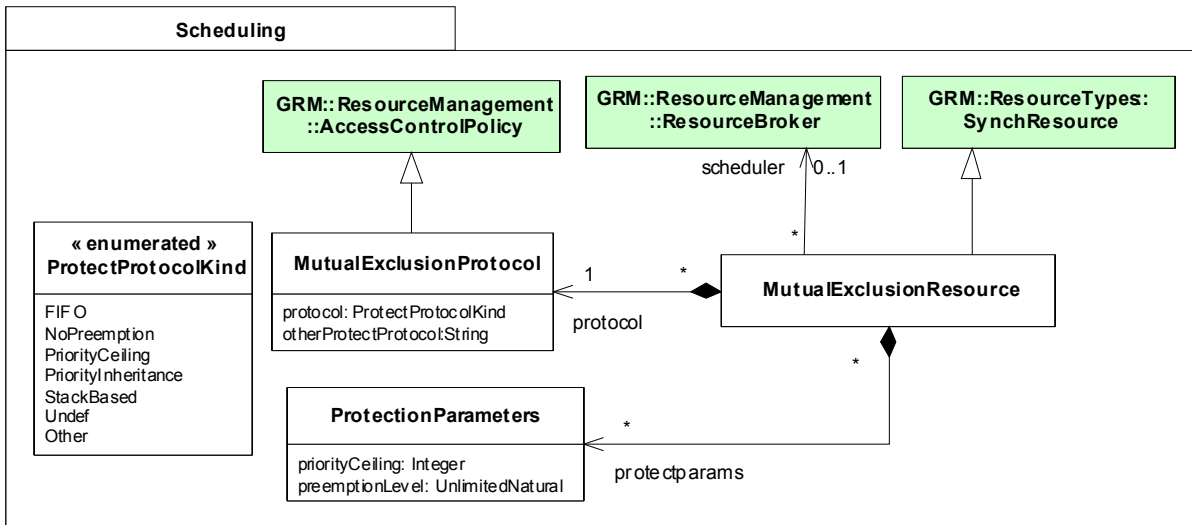 Scheduling
GRM::ResourceManagement
::AccessControlPolicy
GRM::ResourceManagement
::ResourceBroker
GRM::ResourceTypes::
SynchResource
scheduler
0..1
« enumerated »
ProtectProtocolKind
FIFO
NoPreemption
PriorityCeiling
PriorityInheritance
StackBased
Undef
Other
MutualExclusionProtocol
protocol: ProtectProtocolKind
otherProtectProtocol:String
1
protocol
*
*
MutualExclusionResource
*
ProtectionParameters
priorityCeiling: Integer
preemptionLevel: UnlimitedNatural
*
protectparams